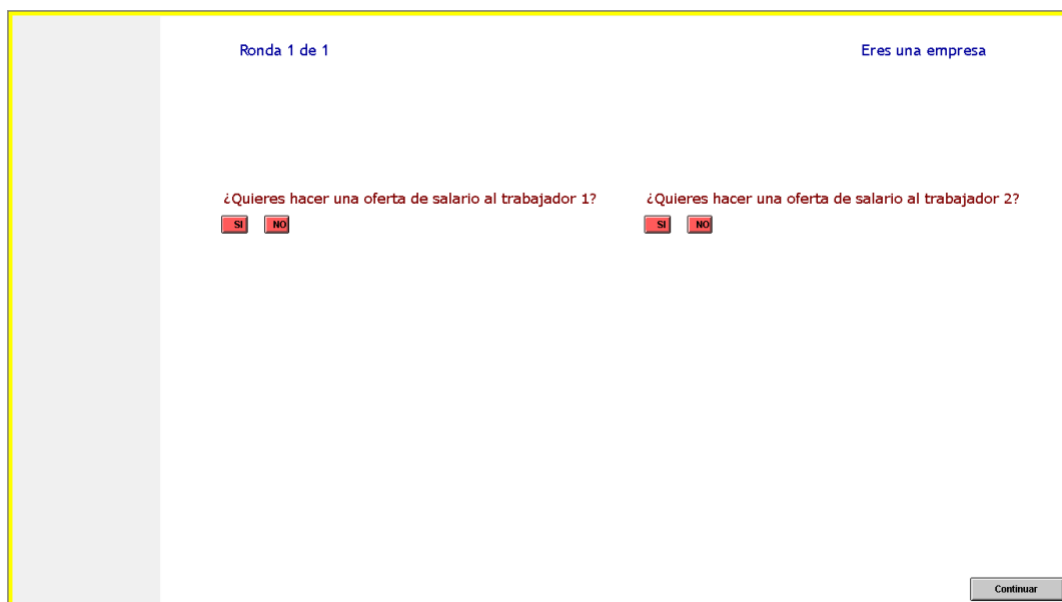 Ronda 1 de 1
Eres una empresa
¿Quieres hacer una oferta de salario al trabajador 1?
SI NO
¿Quieres hacer una oferta de salario al trabajador 2?
SI NO
Continuar